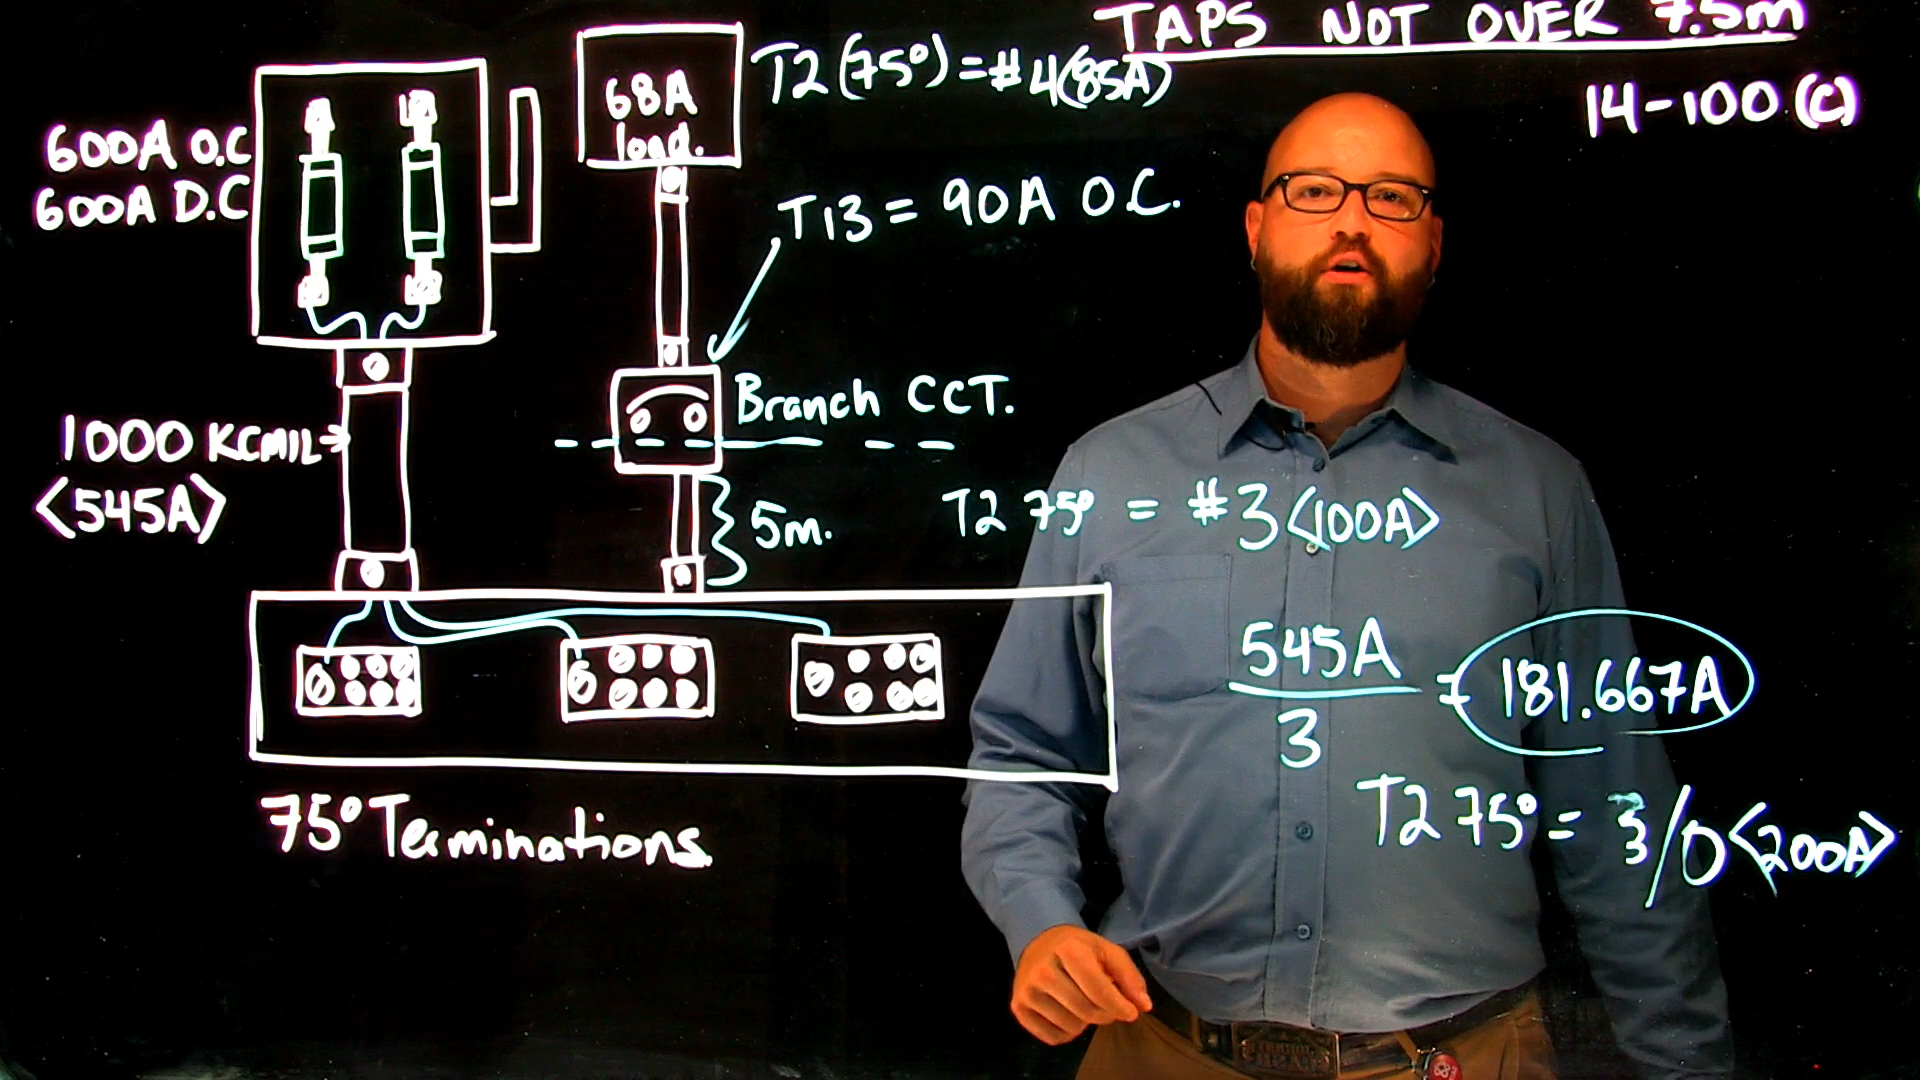 TAPS NOT OVER 7.5m
14-100 (C)
600A O.C
600A D.C
68A
load.
T2 (75°) = #4(85A)
T13 = 90A O.C.
Branch CCT.
1000 KCMIL
<545A>
5m.
T2 75° = #3<100A>
545A
3
= 181.667A
T2 75° = 3/0<200A>
75° Terminations.